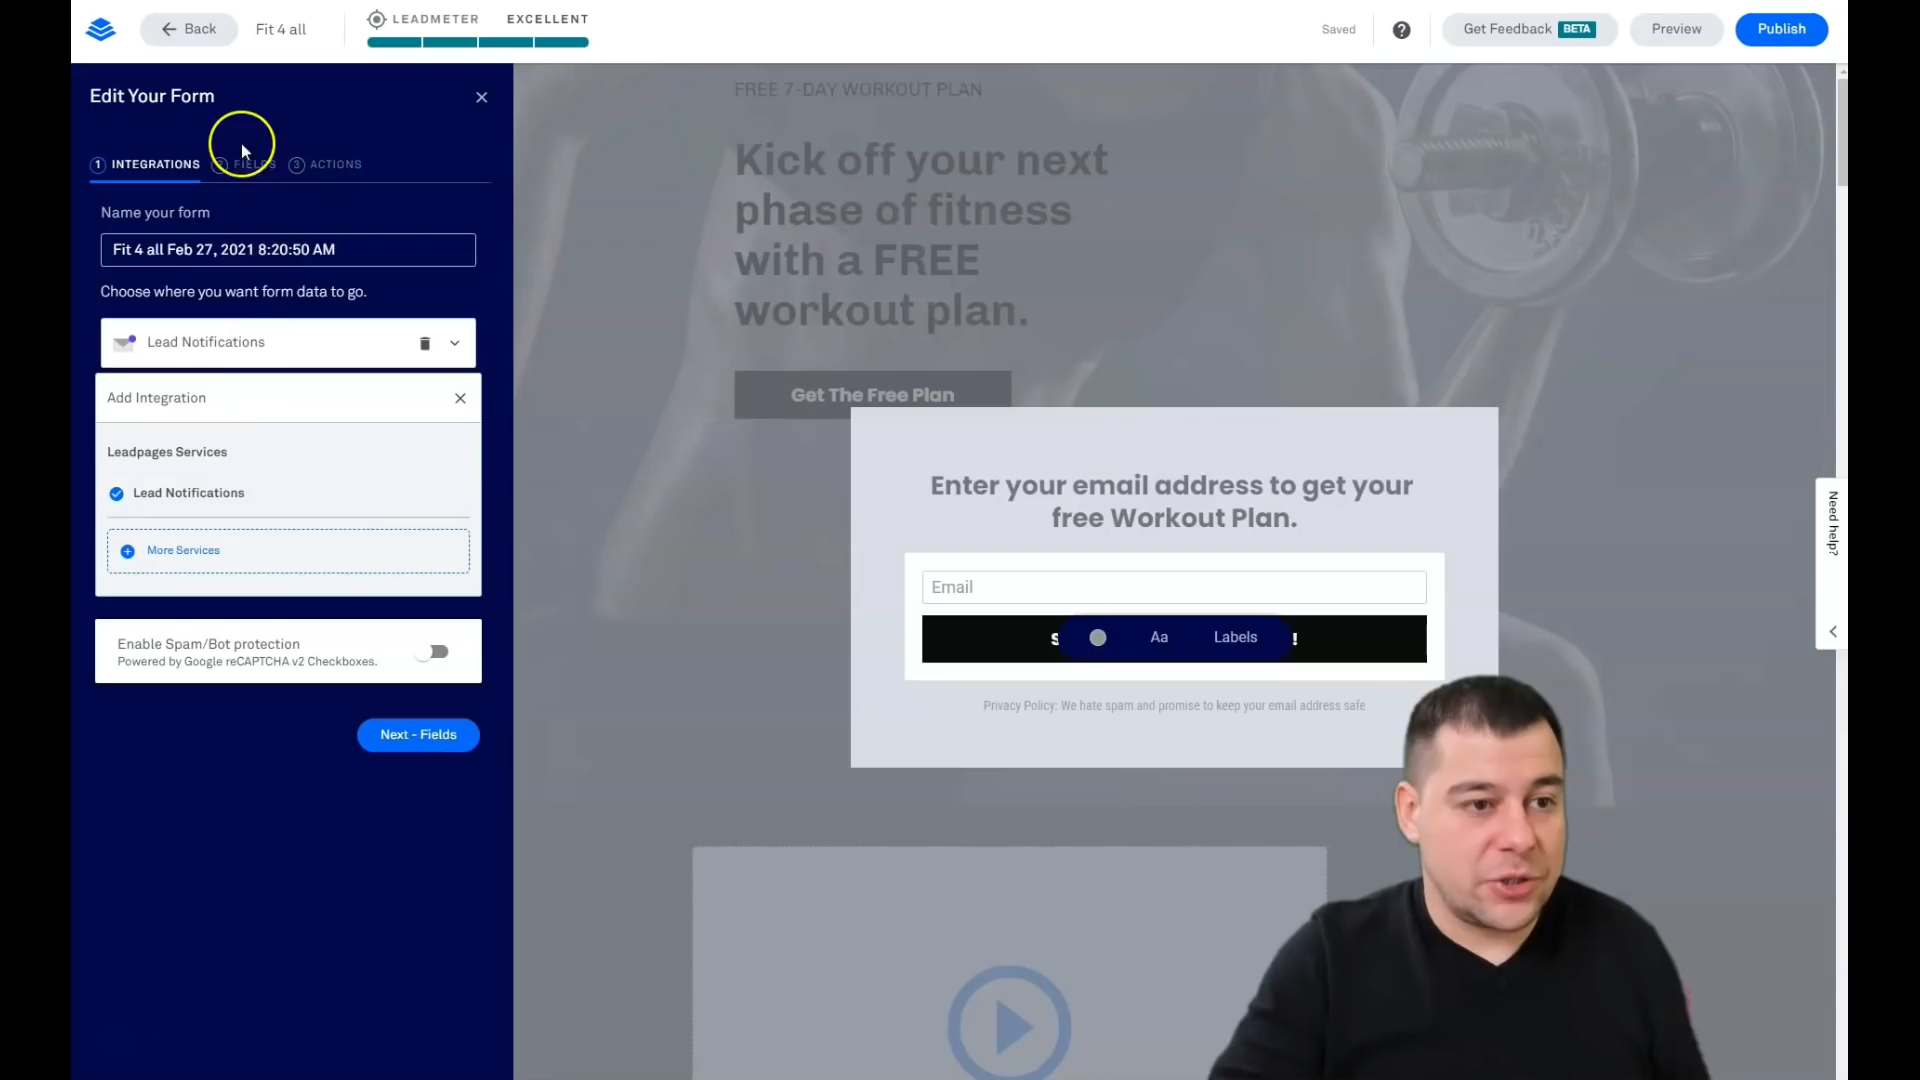 Back
Fit 4 all
LEADMETER EXCELLENT
Saved
?
Get Feedback BETA
Preview
Publish
Edit Your Form
1 INTEGRATIONS 2 FIELDS 3 ACTIONS
Name your form
Fit 4 all Feb 27, 2021 8:20:50 AM
Choose where you want form data to go.
Lead Notifications
Add Integration
Leadpages Services
Lead Notifications
More Services
Enable Spam/Bot protection
Powered by Google reCAPTCHA v2 Checkboxes.
Next - Fields
FREE 7-DAY WORKOUT PLAN
Kick off your next
phase of fitness
with a FREE
workout plan.
Get The Free Plan
Enter your email address to get your
free Workout Plan.
Email
Aa Labels !
Privacy Policy: We hate spam and promise to keep your email address safe
Need help?